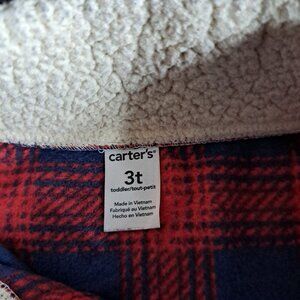 carter's
3t
toddler/tout-petit
Made in Vietnam
Fabriqué au Vietnam
Hecho en Vietnam